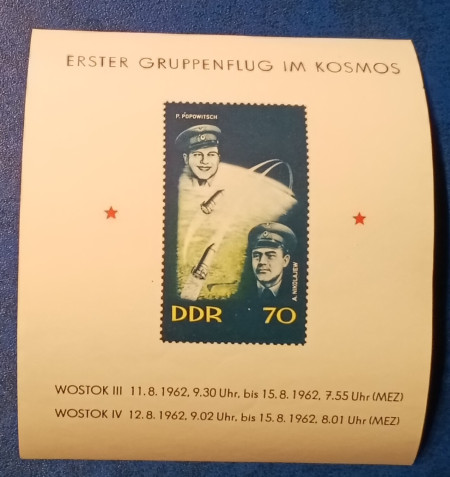 ERSTER GRUPPENFLUG IM KOSMOS
P. POPOWITSCH
A. NIKOLAJEW
DDR 70
WOSTOK III 11.8.1962, 9.30 Uhr, bis 15.8.1962, 7.55 Uhr (MEZ)
WOSTOK IV 12.8.1962, 9.02 Uhr, bis 15.8.1962, 8.01 Uhr (MEZ)